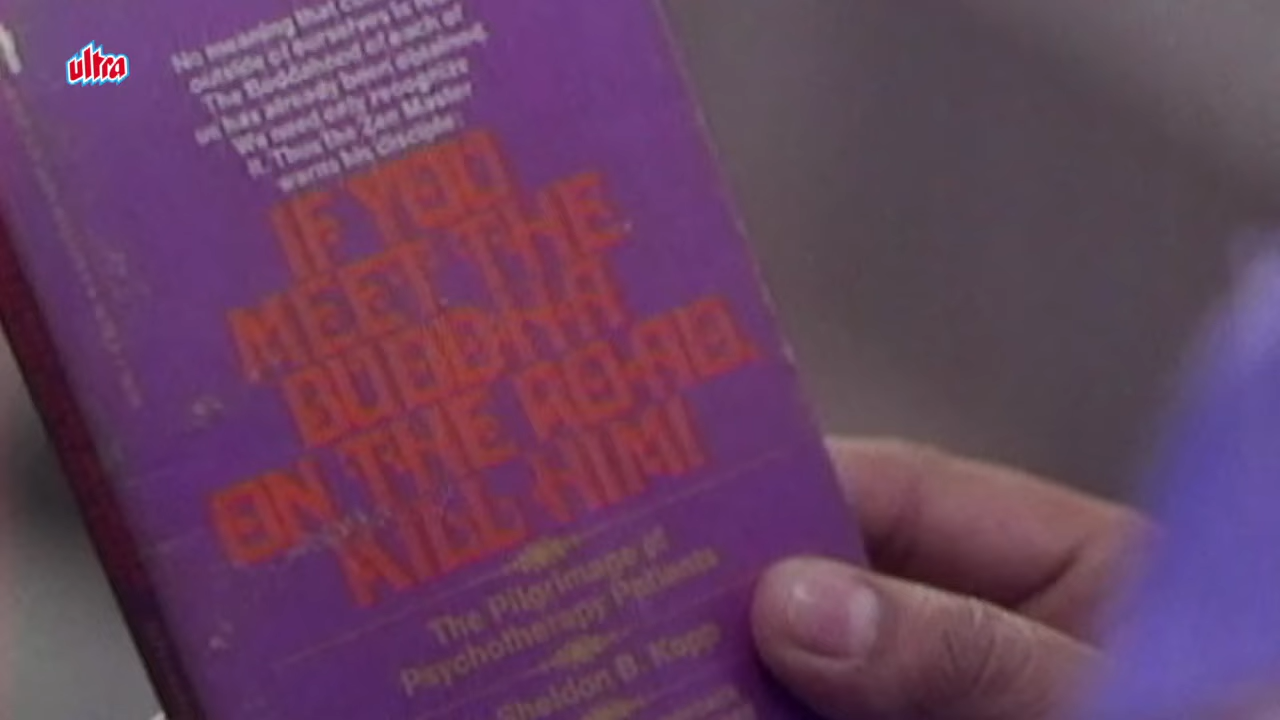 ultra
No meaning that comes from
outside of ourselves is real.
The Buddahood of each of
us has already been obtained.
We need only recognize
it. Thus the Zen Master
warns his disciple:
IF YOU
MEET THE
BUDDHA
ON THE ROAD,
KILL HIM!
The Pilgrimage of
Psychotherapy Patients
Sheldon B. Kopp